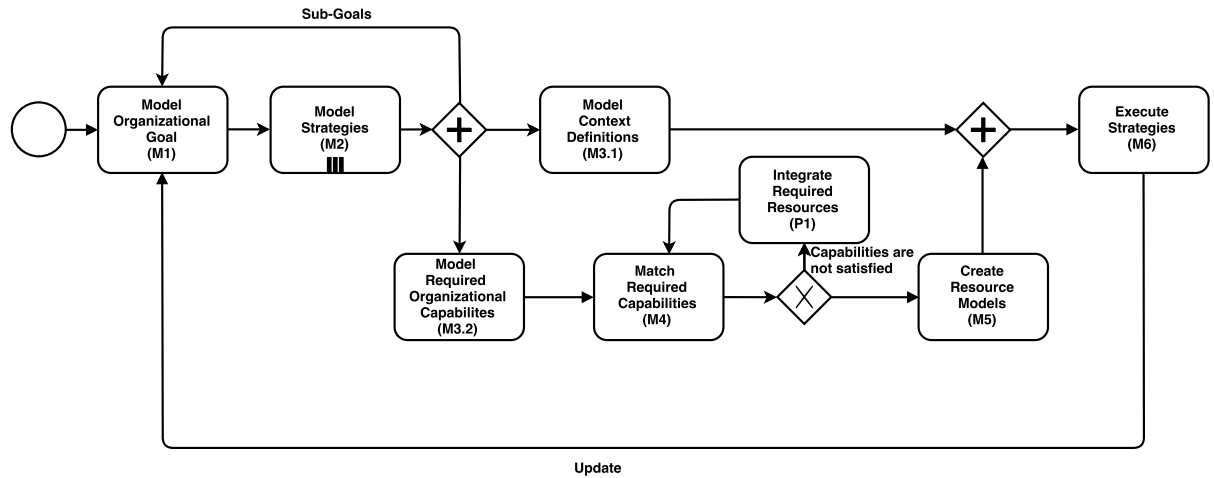 Sub-Goals
Model
Organizational
Goal
(M1)
Model
Strategies
(M2)
Model
Context
Definitions
(M3.1)
Execute
Strategies
(M6)
Integrate
Required
Resources
(P1)
Capabilities are
not satisfied
Model
Required
Organizational
Capabilites
(M3.2)
Match
Required
Capabilities
(M4)
Create
Resource
Models
(M5)
Update